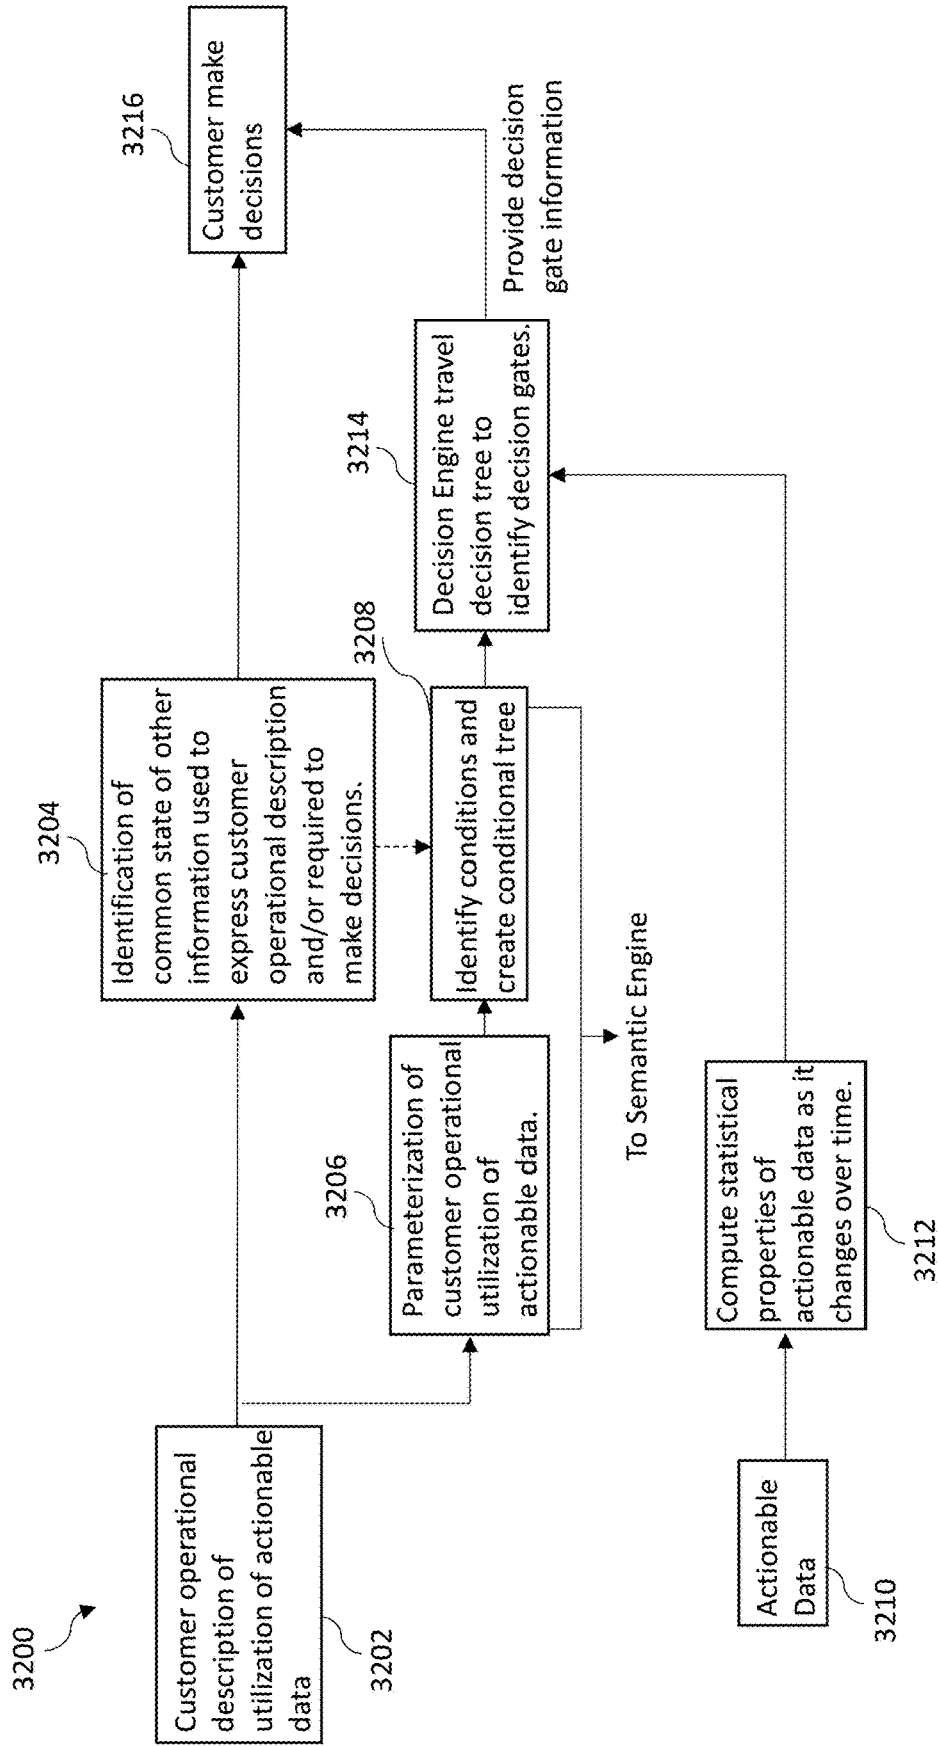 3200
Customer operational
description of
utilization of actionable
data
3202
3204
Identification of
common state of other
information used to
express customer
operational description
and/or required to
make decisions.
3216
Customer make
decisions
3206
Parameterization of
customer operational
utilization of
actionable data.
3208
Identify conditions and
create conditional tree
3214
Decision Engine travel
decision tree to
identify decision gates.
Provide decision
gate information
To Semantic Engine
Actionable
Data
3210
Compute statistical
properties of
actionable data as it
changes over time.
3212